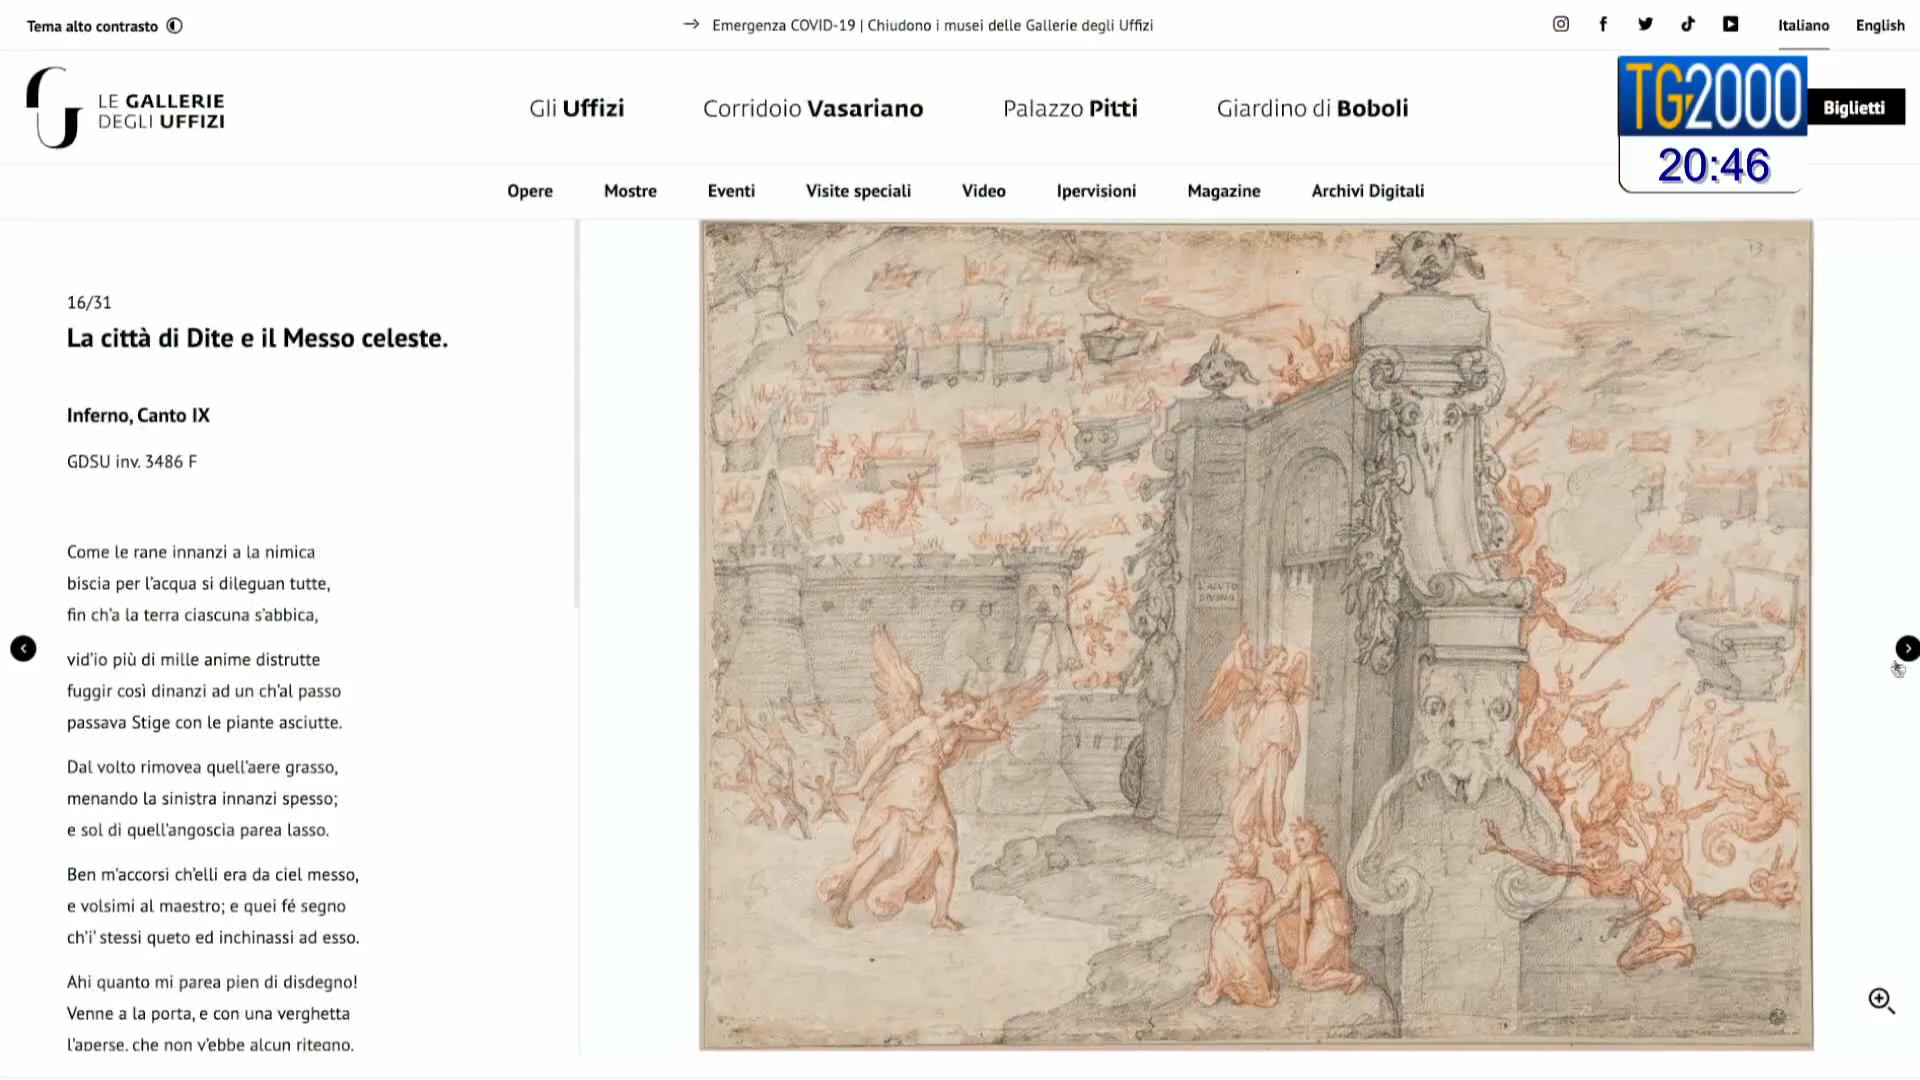 Tema alto contrasto
Emergenza COVID-19 | Chiudono i musei delle Gallerie degli Uffizi
Italiano
English
LE GALLERIE
DEGLI UFFIZI
Gli Uffizi
Corridoio Vasariano
Palazzo Pitti
Giardino di Boboli
TG2000
20:46
Biglietti
Opere
Mostre
Eventi
Visite speciali
Video
Ipervisioni
Magazine
Archivi Digitali
16/31
La città di Dite e il Messo celeste.
Inferno, Canto IX
GDSU inv. 3486 F
Come le rane innanzi a la nimica
biscia per l'acqua si dileguan tutte,
fin ch'a la terra ciascuna s'abbica,
vid'io più di mille anime distrutte
fuggir così dinanzi ad un ch'al passo
passava Stige con le piante asciutte.
Dal volto rimovea quell'aere grasso,
menando la sinistra innanzi spesso;
e sol di quell'angoscia parea lasso.
Ben m'accorsi ch'elli era da ciel messo,
e volsimi al maestro; e quei fé segno
ch'i' stessi queto ed inchinassi ad esso.
Ahi quanto mi parea pien di disdegno!
Venne a la porta, e con una verghetta
l'aperse, che non v'ebbe alcun ritegno.